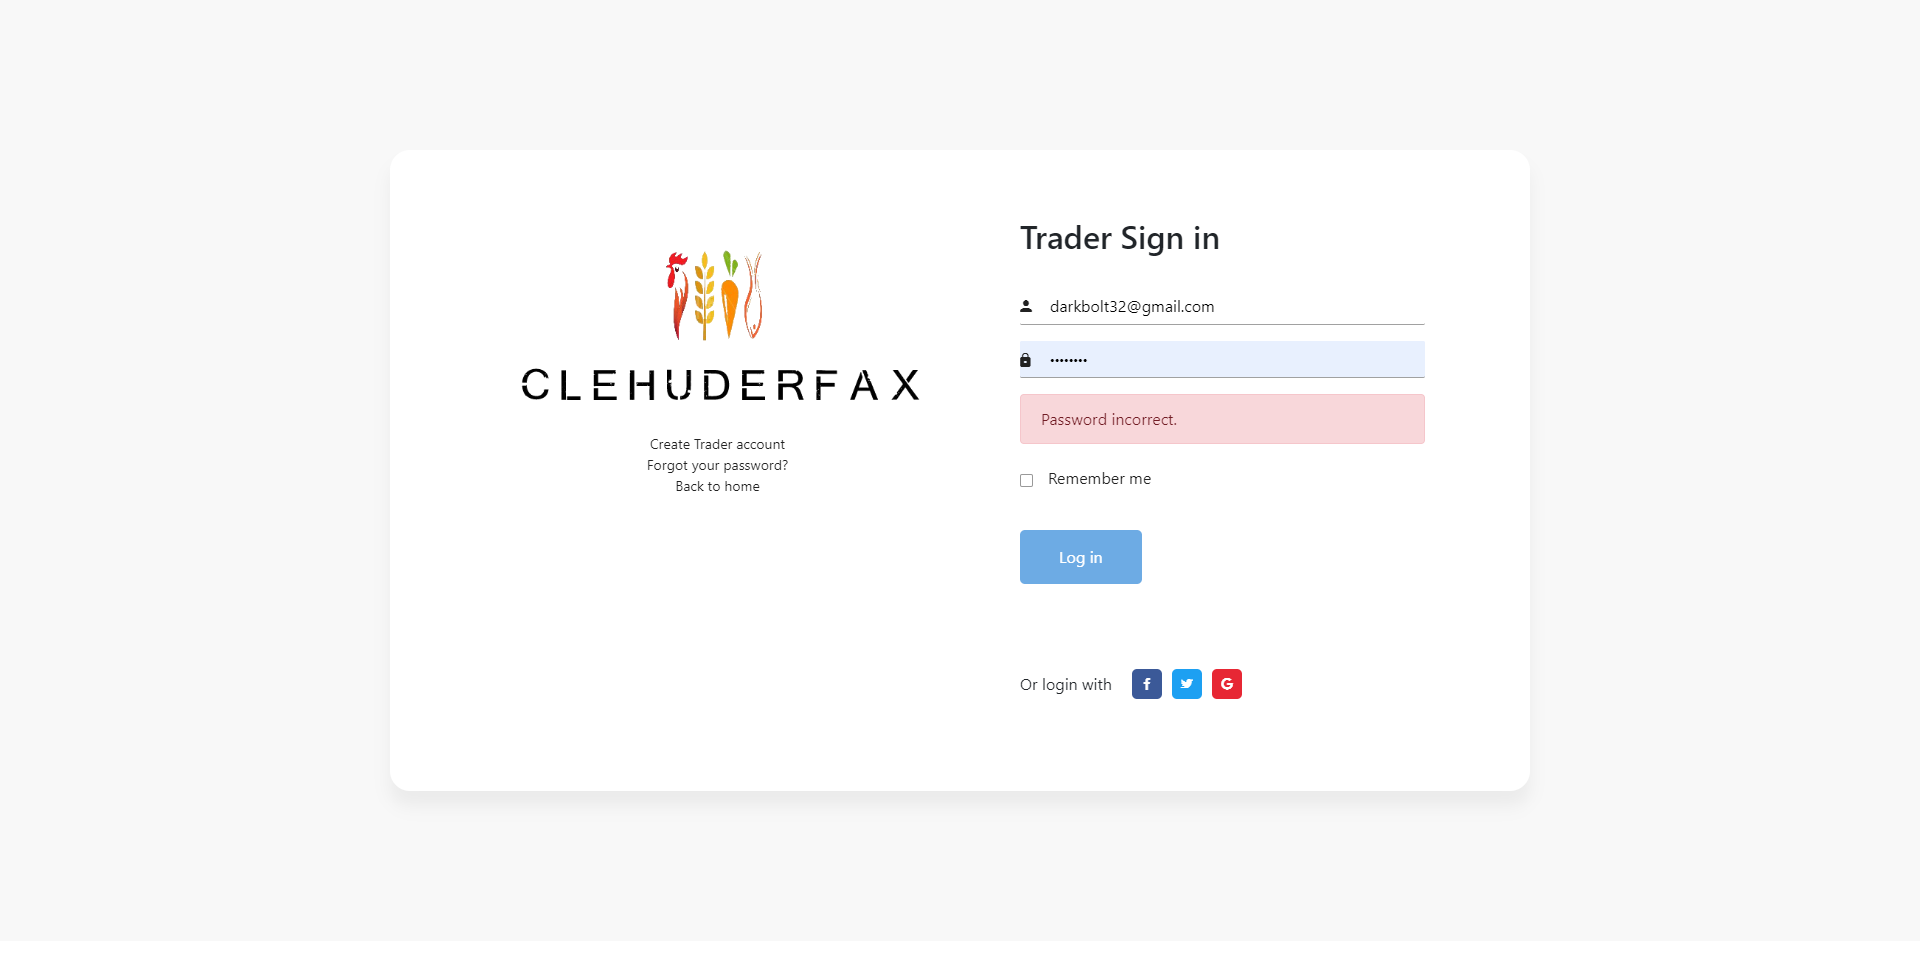 CLEHUDERFAX
Create Trader account
Forgot your password?
Back to home
Trader Sign in
darkbolt32@gmail.com
••••••••
Password incorrect.
Remember me
Log in
Or login with